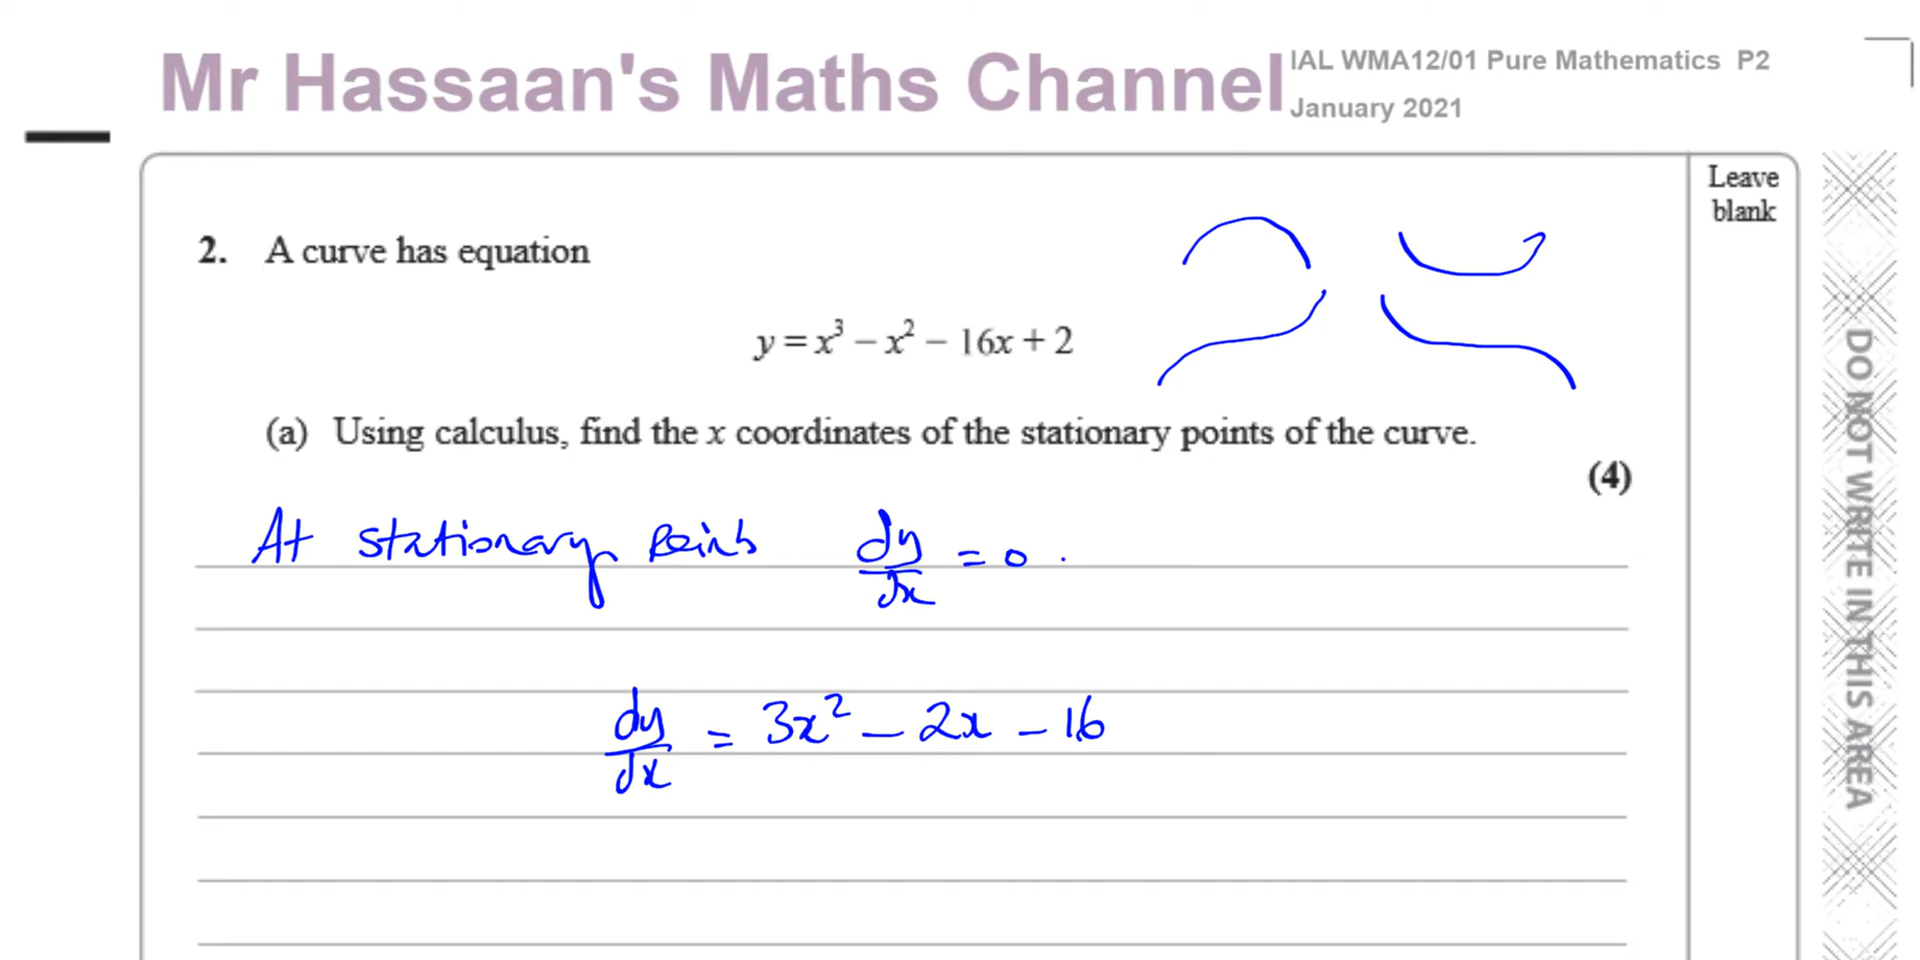 Mr Hassaan's Maths Channel
IAL WMA12/01 Pure Mathematics P2
January 2021
Leave
blank
2. A curve has equation
y = x³ – x² – 16x + 2
(a) Using calculus, find the x coordinates of the stationary points of the curve.
(4)
At stationary points dy/dx = 0.
dy/dx = 3x² – 2x – 16
DO NOT WRITE IN THIS AREA